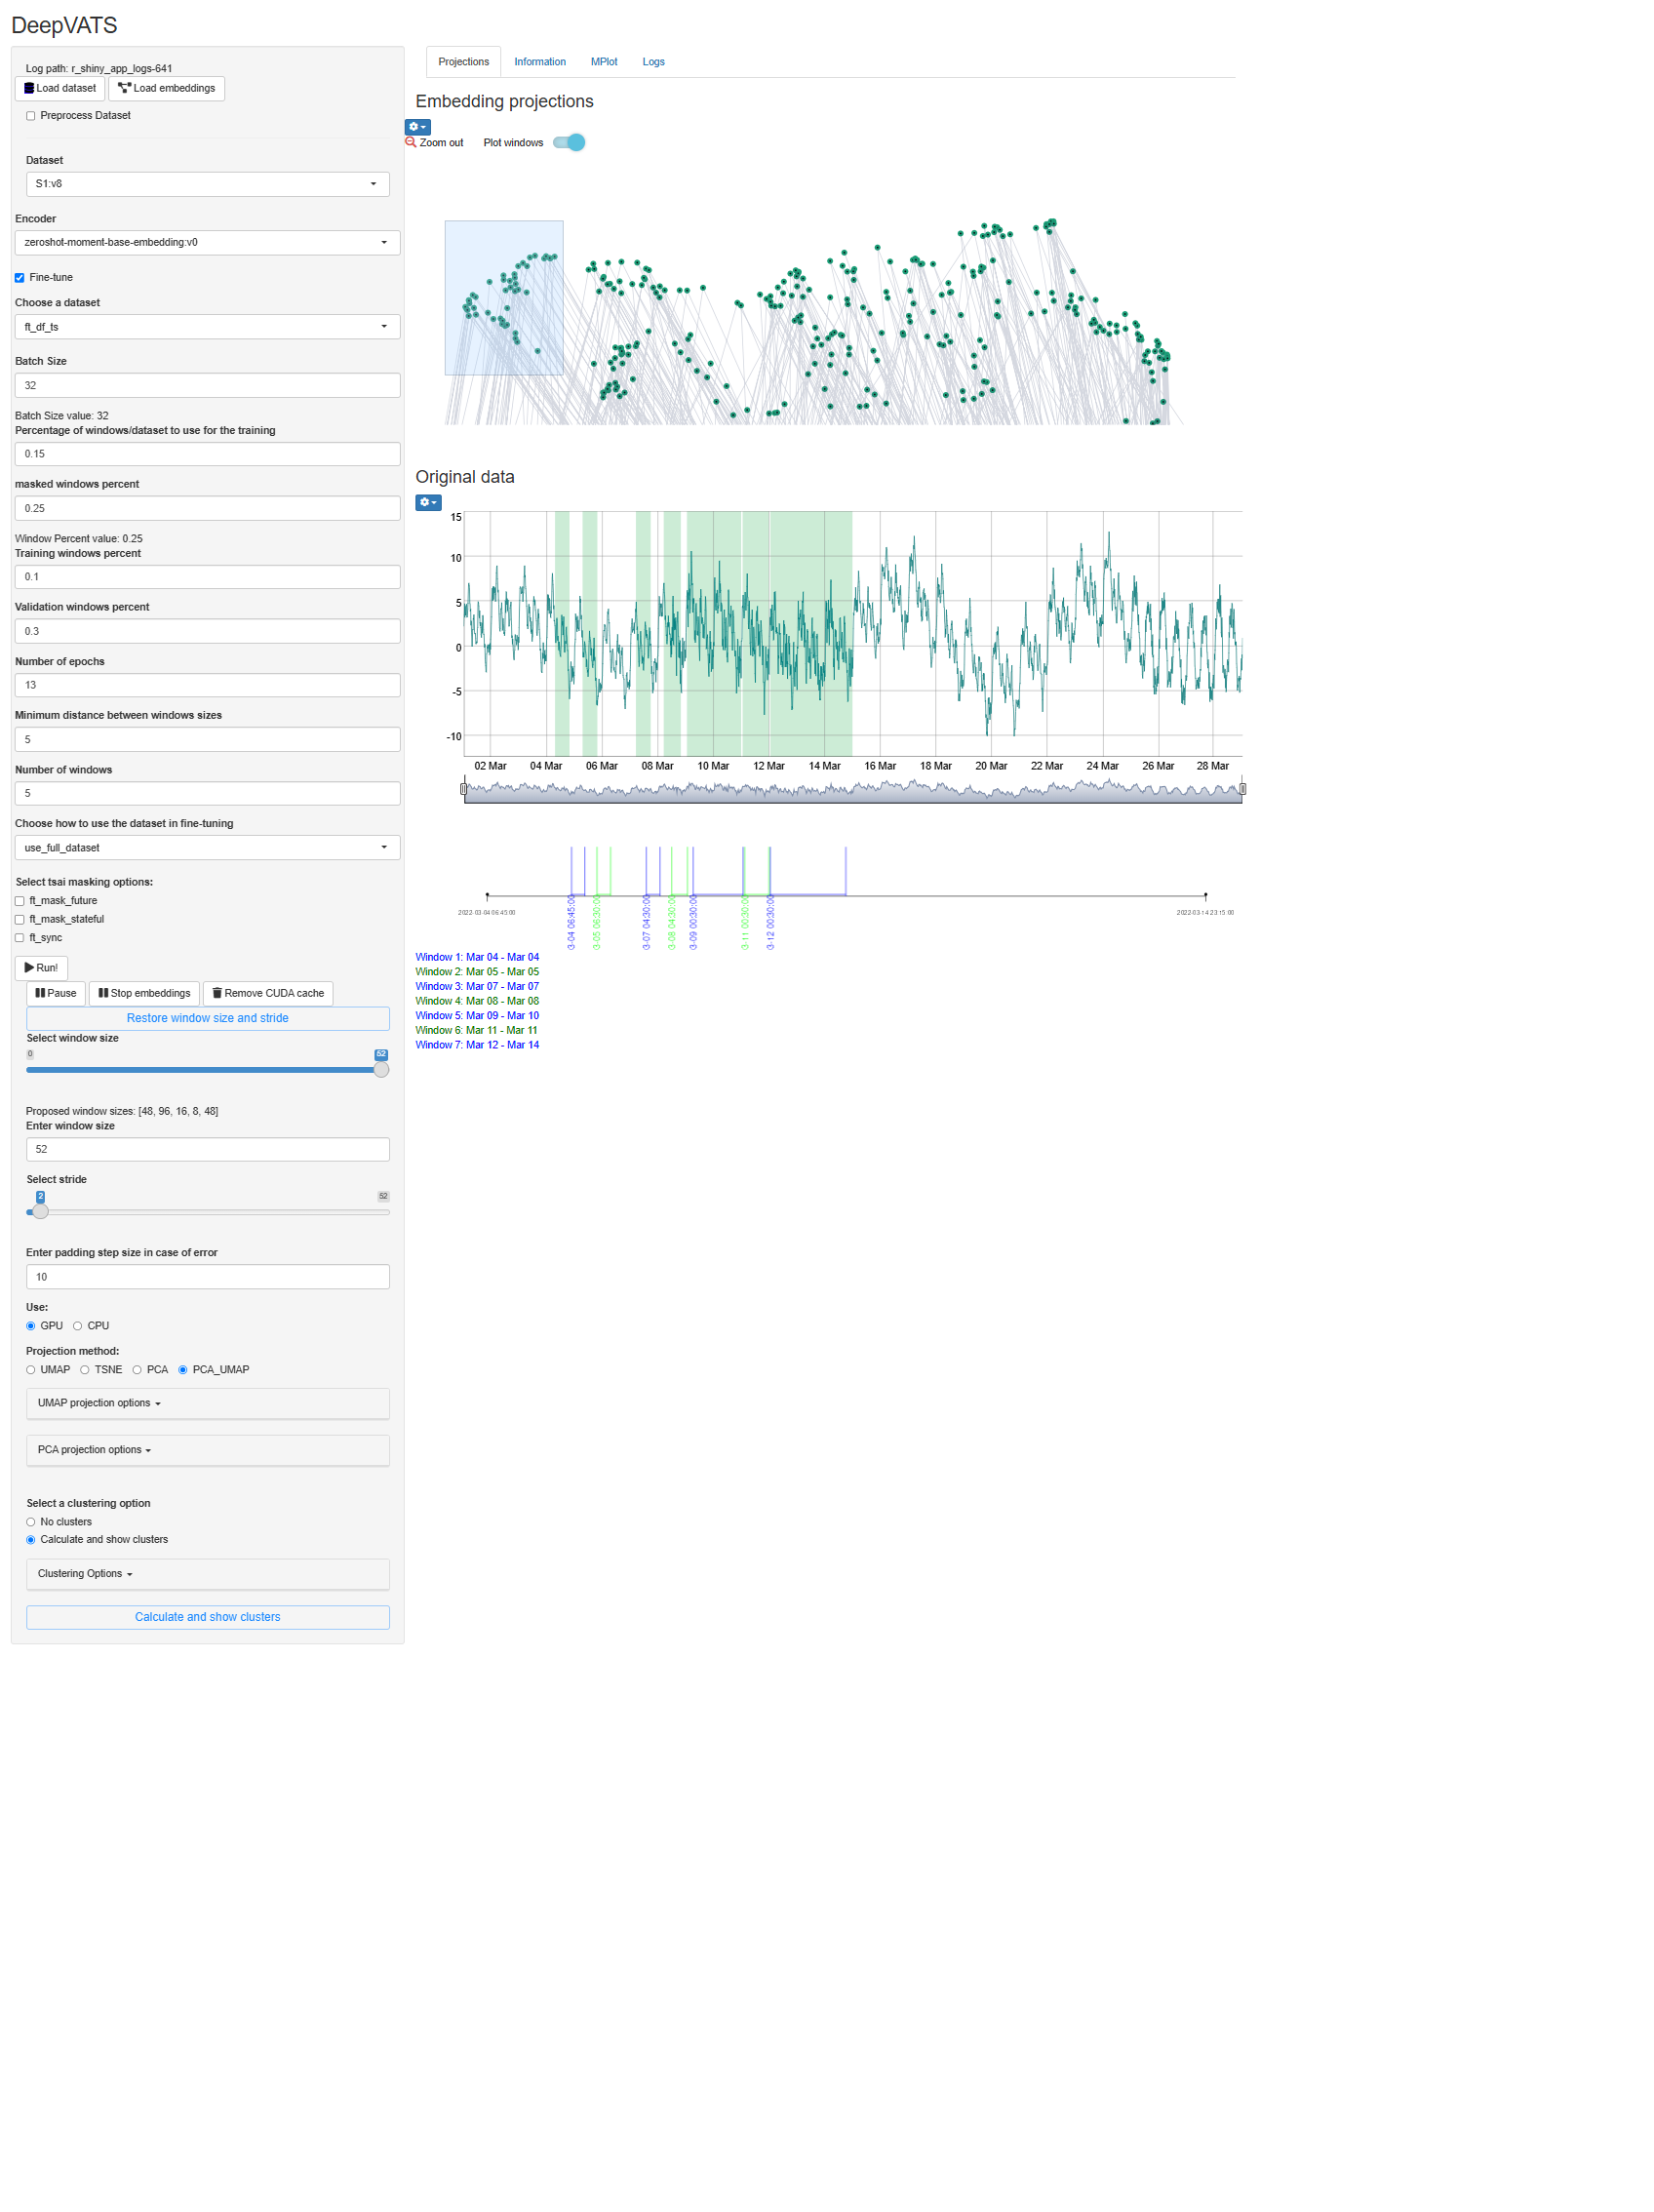 DeepVATS
Log path: r_shiny_app_logs-641
Load dataset Load embeddings
Preprocess Dataset
Dataset
S1:v8
Encoder
zeroshot-moment-base-embedding:v0
Fine-tune
Choose a dataset
ft_df_ts
Batch Size
32
Batch Size value: 32
Percentage of windows/dataset to use for the training
0.15
masked windows percent
0.25
Window Percent value: 0.25
Training windows percent
0.1
Validation windows percent
0.3
Number of epochs
13
Minimum distance between windows sizes
5
Number of windows
5
Choose how to use the dataset in fine-tuning
use_full_dataset
Select tsai masking options:
ft_mask_future
ft_mask_stateful
ft_sync
Run!
Pause Stop embeddings Remove CUDA cache
Restore window size and stride
Select window size
0 52
Proposed window sizes: [48, 96, 16, 8, 48]
Enter window size
52
Select stride
2 52
Enter padding step size in case of error
10
Use:
GPU CPU
Projection method:
UMAP TSNE PCA PCA_UMAP
UMAP projection options
PCA projection options
Select a clustering option
No clusters
Calculate and show clusters
Clustering Options
Calculate and show clusters
Projections Information MPlot Logs
Embedding projections
Zoom out Plot windows
Original data
15
10
5
0
-5
-10
02 Mar 04 Mar 06 Mar 08 Mar 10 Mar 12 Mar 14 Mar 16 Mar 18 Mar 20 Mar 22 Mar 24 Mar 26 Mar 28 Mar
2022-03-04 06:45:00 2022-03-14 23:15:00
3-04 06:45:00 3-05 06:30:00 3-07 04:30:00 3-08 04:30:00 3-09 00:30:00 3-11 00:30:00 3-12 00:30:00
Window 1: Mar 04 - Mar 04
Window 2: Mar 05 - Mar 05
Window 3: Mar 07 - Mar 07
Window 4: Mar 08 - Mar 08
Window 5: Mar 09 - Mar 10
Window 6: Mar 11 - Mar 11
Window 7: Mar 12 - Mar 14